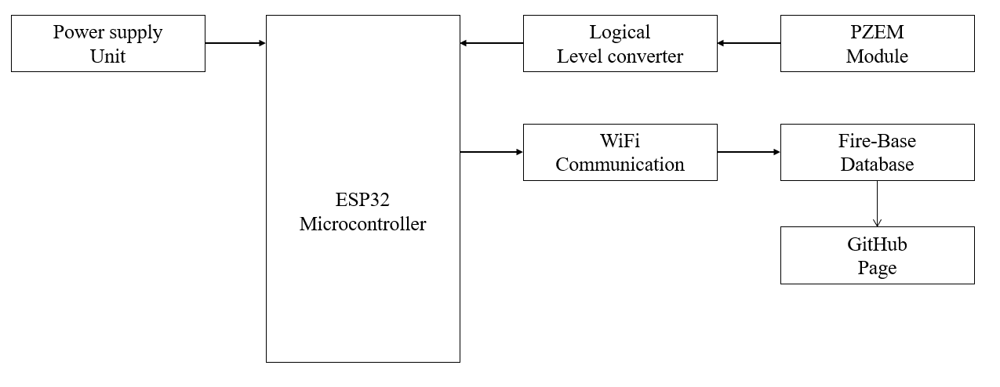 Power supply
Unit
Logical
Level converter
PZEM
Module
WiFi
Communication
Fire-Base
Database
ESP32
Microcontroller
GitHub
Page